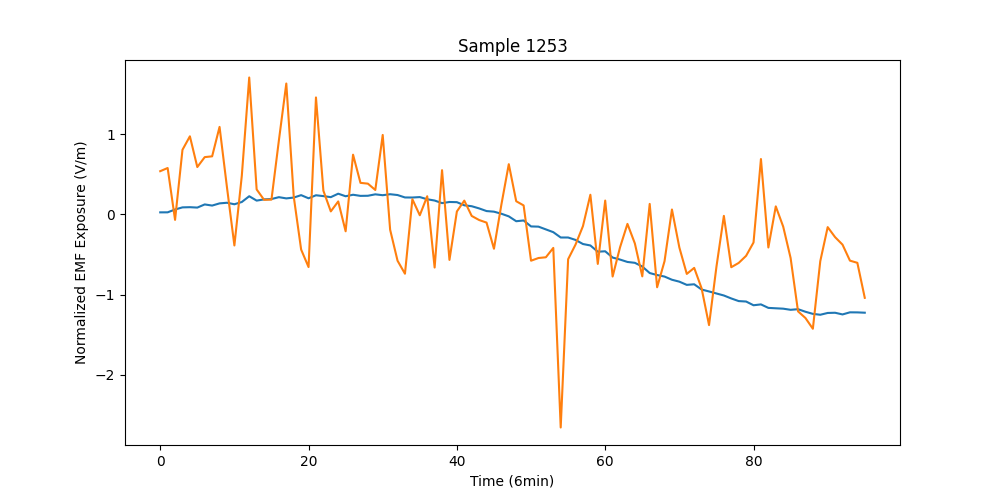 Sample 1253
Normalized EMF Exposure (V/m)
1
0
−1
−2
0 20 40 60 80
Time (6min)